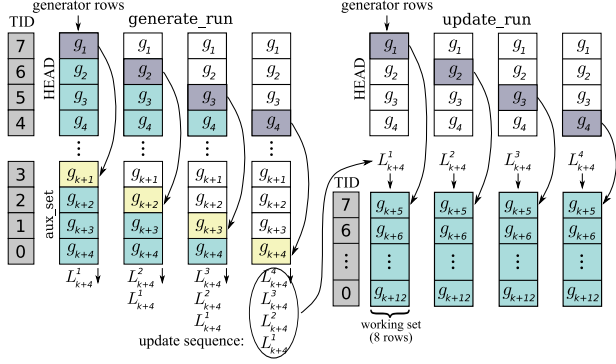 generator rows
TID generate_run
7 g1 g1 g1 g1
6 g2 g2 g2 g2
5 g3 g3 g3 g3
4 g4 g4 g4 g4
HEAD
⋮ ⋮ ⋮ ⋮
3 gk+1 gk+1 gk+1 gk+1
2 gk+2 gk+2 gk+2 gk+2
1 gk+3 gk+3 gk+3 gk+3
0 gk+4 gk+4 gk+4 gk+4
aux_set
L¹k+4 L²k+4 L³k+4 L⁴k+4
L¹k+4 L²k+4 L³k+4
L¹k+4 L²k+4
update sequence: L¹k+4
generator rows
update_run
g1 g1 g1 g1
g2 g2 g2 g2
g3 g3 g3 g3
g4 g4 g4 g4
HEAD
⋮ ⋮ ⋮ ⋮
L¹k+4 L²k+4 L³k+4 L⁴k+4
TID
7 gk+5 gk+5 gk+5 gk+5
6 gk+6 gk+6 gk+6 gk+6
⋮ ⋮ ⋮ ⋮ ⋮
0 gk+12 gk+12 gk+12 gk+12
working set
(8 rows)